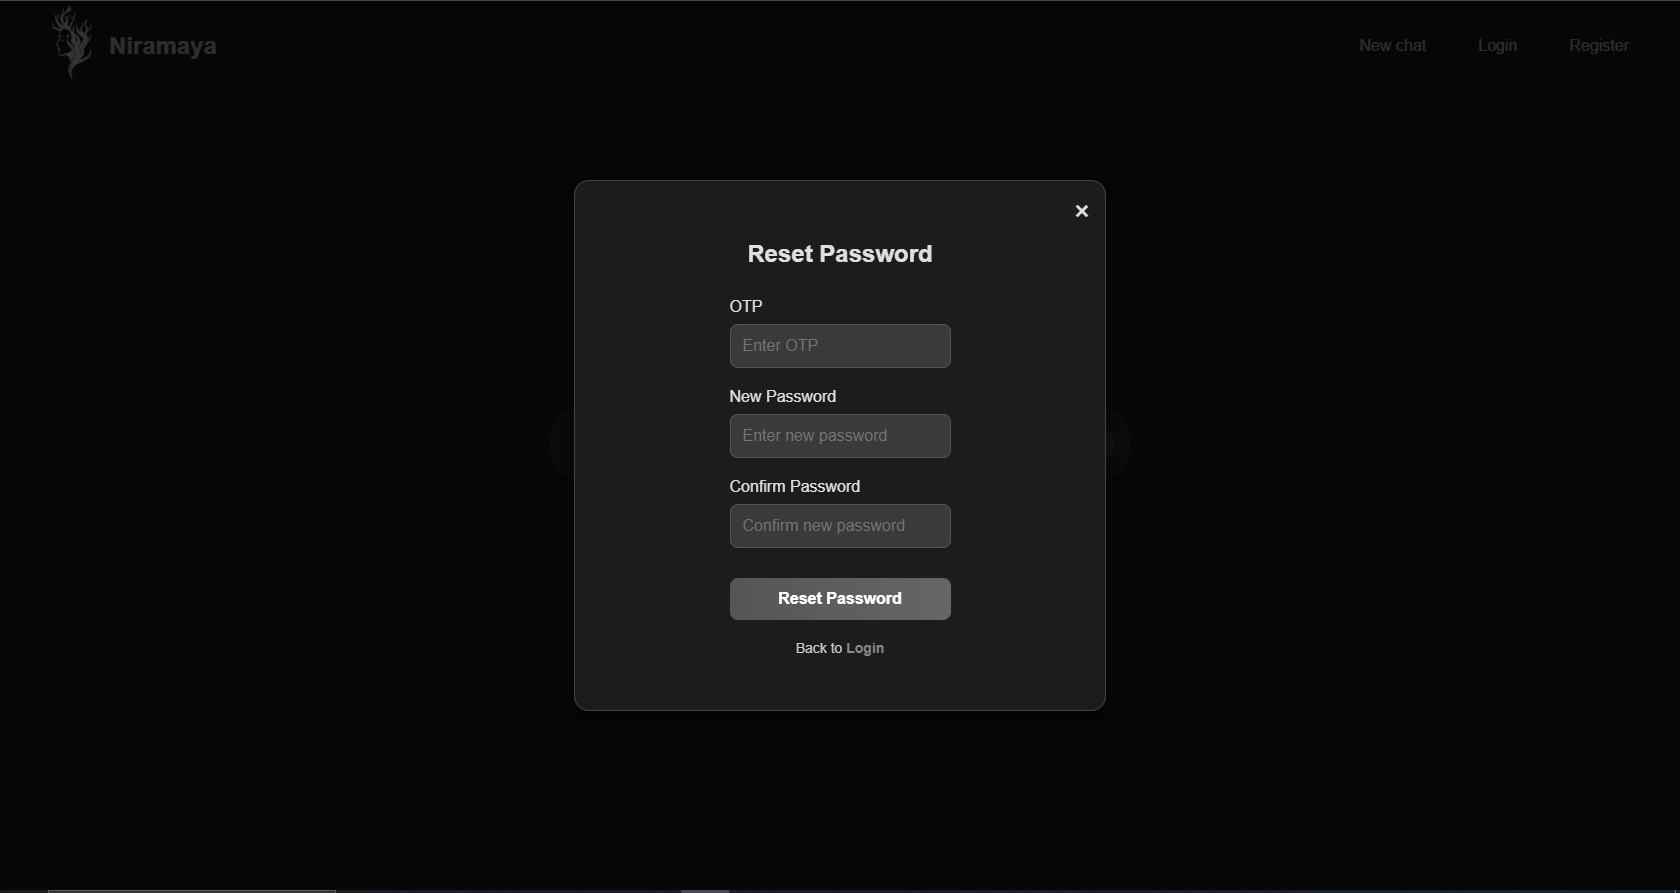 Niramaya
New chat
Login
Register
×
Reset Password
OTP
Enter OTP
New Password
Enter new password
Confirm Password
Confirm new password
Reset Password
Back to Login